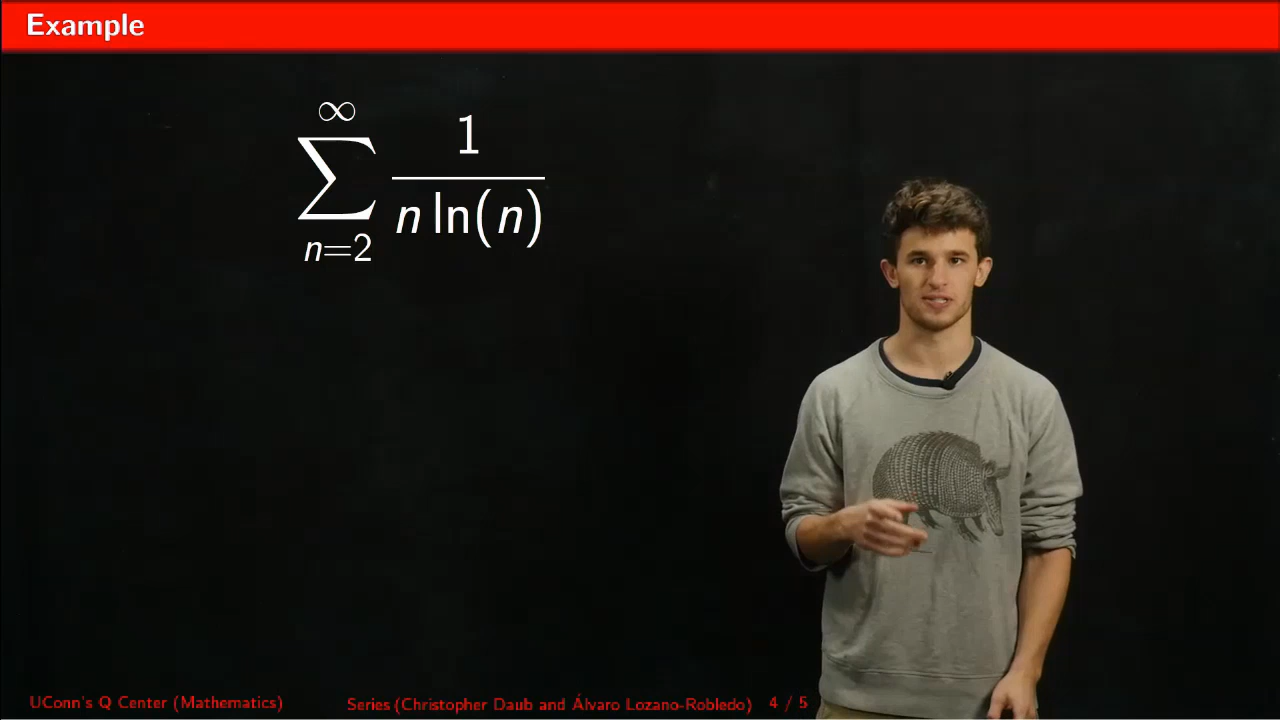 Example
∞
∑ 1
n ln(n)
n=2
UConn's Q Center (Mathematics) Series (Christopher Daub and Álvaro Lozano-Robledo) 4 / 5